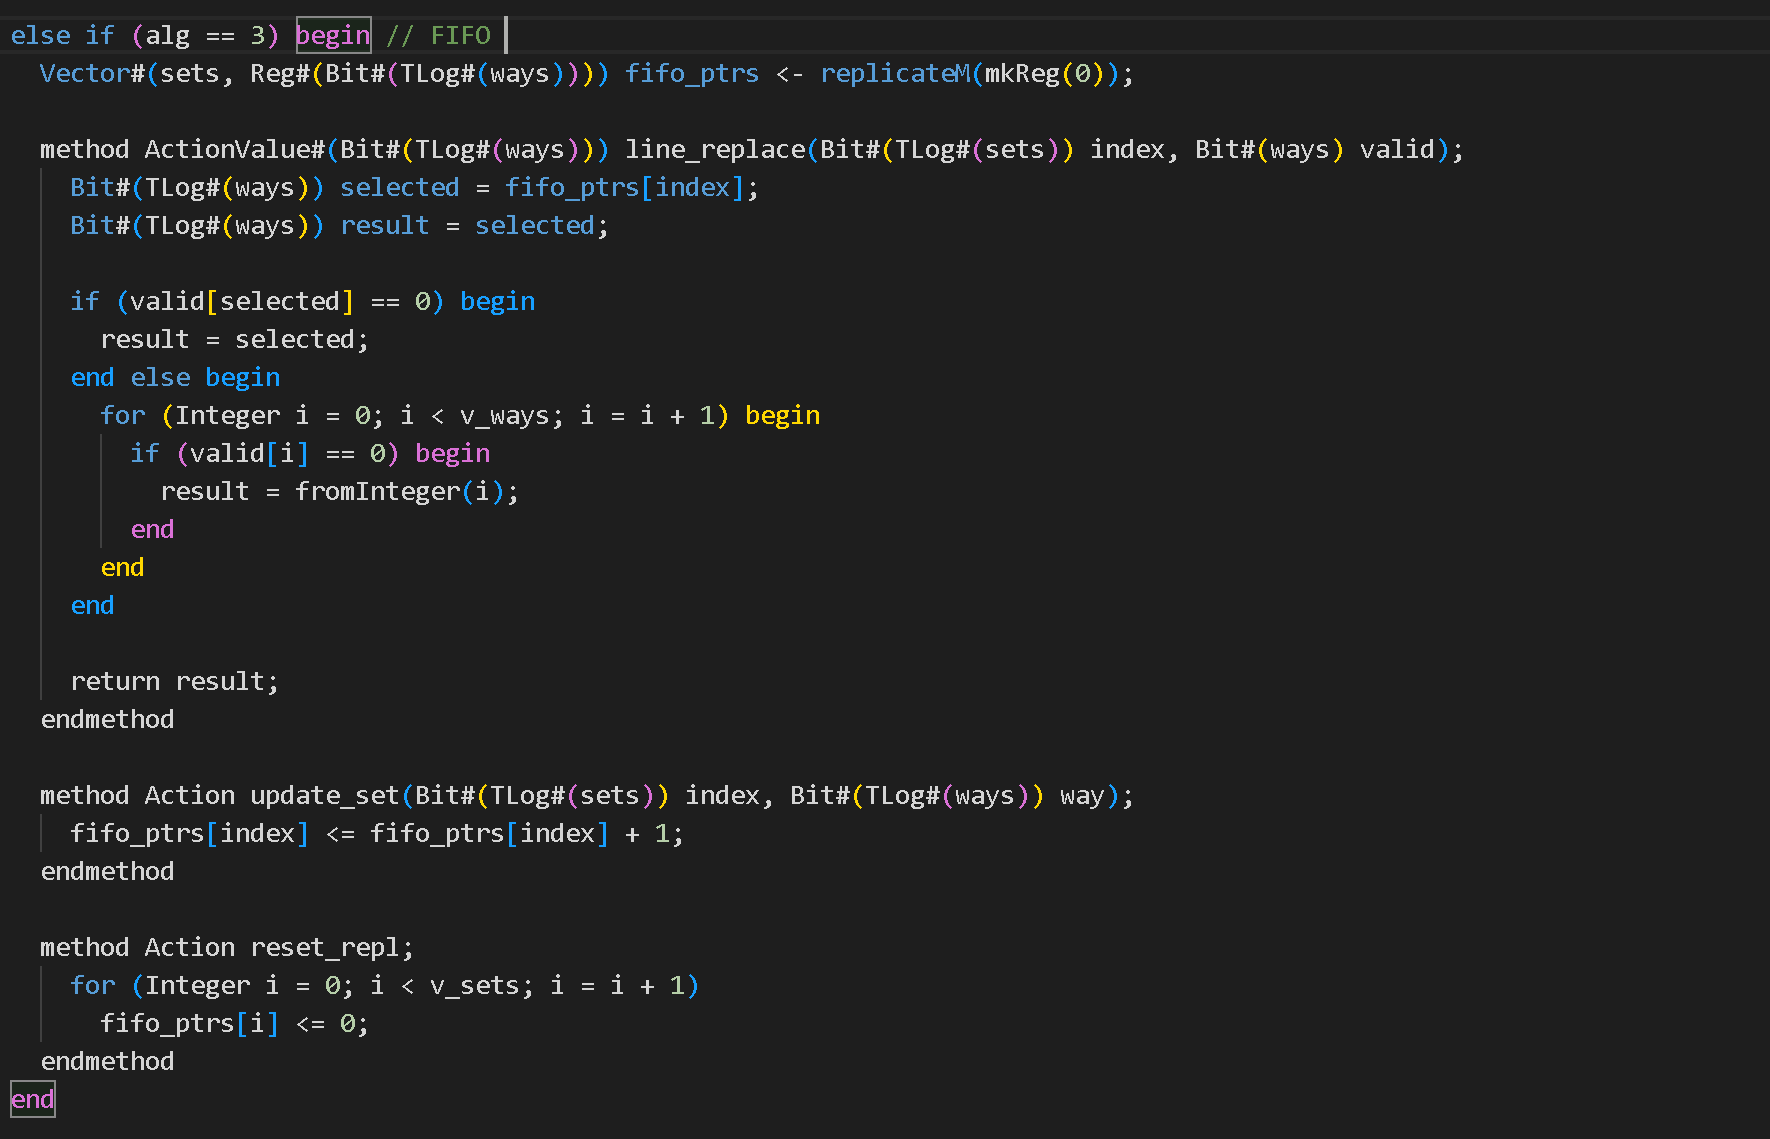 else if (alg == 3) begin // FIFO
  Vector#(sets, Reg#(Bit#(TLog#(ways)))) fifo_ptrs <- replicateM(mkReg(0));

  method ActionValue#(Bit#(TLog#(ways))) line_replace(Bit#(TLog#(sets)) index, Bit#(ways) valid);
    Bit#(TLog#(ways)) selected = fifo_ptrs[index];
    Bit#(TLog#(ways)) result = selected;

    if (valid[selected] == 0) begin
      result = selected;
    end else begin
      for (Integer i = 0; i < v_ways; i = i + 1) begin
        if (valid[i] == 0) begin
          result = fromInteger(i);
        end
      end
    end

    return result;
  endmethod

  method Action update_set(Bit#(TLog#(sets)) index, Bit#(TLog#(ways)) way);
    fifo_ptrs[index] <= fifo_ptrs[index] + 1;
  endmethod

  method Action reset_repl;
    for (Integer i = 0; i < v_sets; i = i + 1)
      fifo_ptrs[i] <= 0;
  endmethod
end